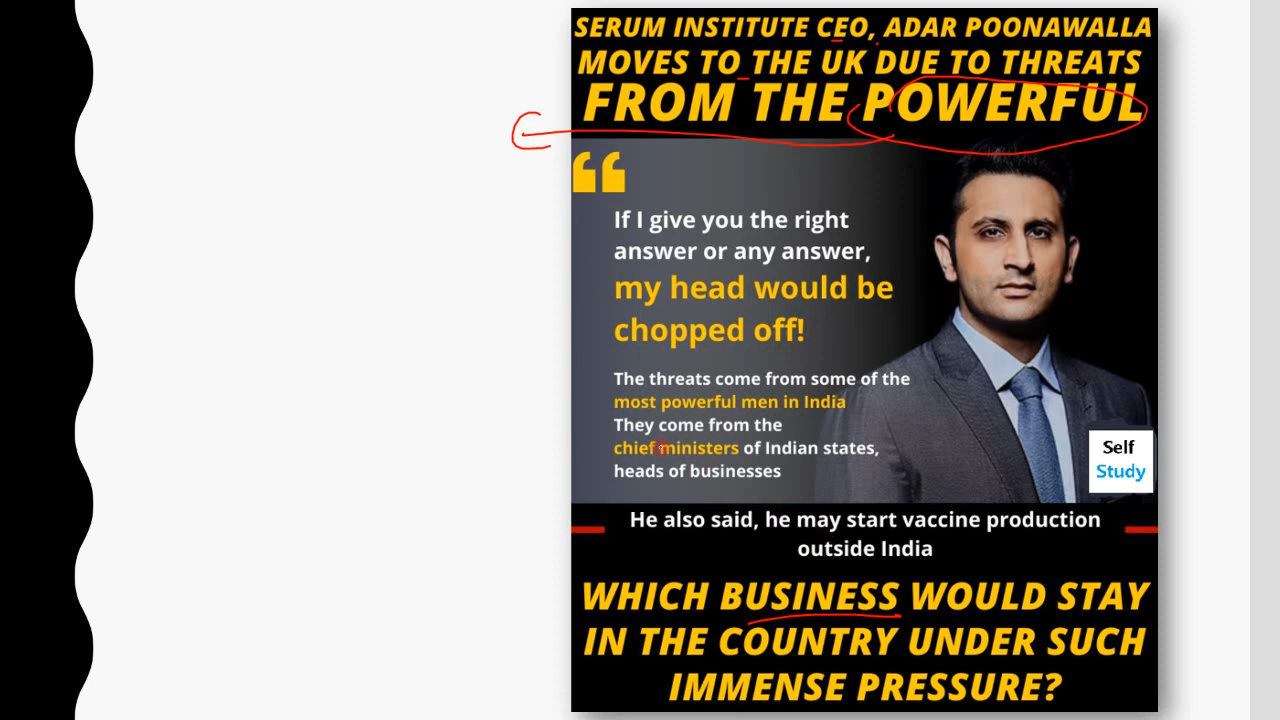 SERUM INSTITUTE CEO, ADAR POONAWALLA
MOVES TO THE UK DUE TO THREATS
FROM THE POWERFUL
“
If I give you the right
answer or any answer,
my head would be
chopped off!
The threats come from some of the
most powerful men in India
They come from the
chief ministers of Indian states,
heads of businesses
Self
Study
He also said, he may start vaccine production
outside India
WHICH BUSINESS WOULD STAY
IN THE COUNTRY UNDER SUCH
IMMENSE PRESSURE?